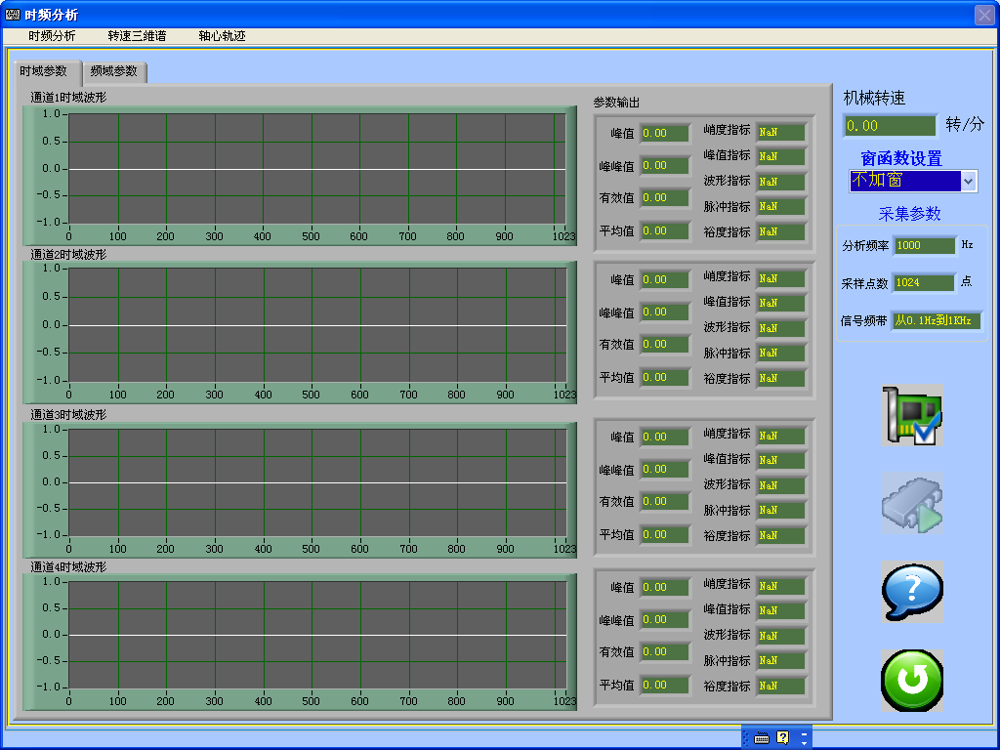 时频分析
时频分析 转速三维谱 轴心轨迹
时域参数 频域参数
通道1时域波形
1.0
0.5
0.0
-0.5
-1.0
0 100 200 300 400 500 600 700 800 900 1023
通道2时域波形
1.0
0.5
0.0
-0.5
-1.0
0 100 200 300 400 500 600 700 800 900 1023
通道3时域波形
1.0
0.5
0.0
-0.5
-1.0
0 100 200 300 400 500 600 700 800 900 1023
通道4时域波形
1.0
0.5
0.0
-0.5
-1.0
0 100 200 300 400 500 600 700 800 900 1023
参数输出
峰值 0.00
峰峰值 0.00
有效值 0.00
平均值 0.00
峭度指标 NaN
峰值指标 NaN
波形指标 NaN
脉冲指标 NaN
裕度指标 NaN
峰值 0.00
峰峰值 0.00
有效值 0.00
平均值 0.00
峭度指标 NaN
峰值指标 NaN
波形指标 NaN
脉冲指标 NaN
裕度指标 NaN
峰值 0.00
峰峰值 0.00
有效值 0.00
平均值 0.00
峭度指标 NaN
峰值指标 NaN
波形指标 NaN
脉冲指标 NaN
裕度指标 NaN
峰值 0.00
峰峰值 0.00
有效值 0.00
平均值 0.00
峭度指标 NaN
峰值指标 NaN
波形指标 NaN
脉冲指标 NaN
裕度指标 NaN
机械转速
0.00 转/分
窗函数设置
不加窗
采集参数
分析频率 1000 Hz
采样点数 1024 点
信号频带 从0.1Hz到1KHz
?
?